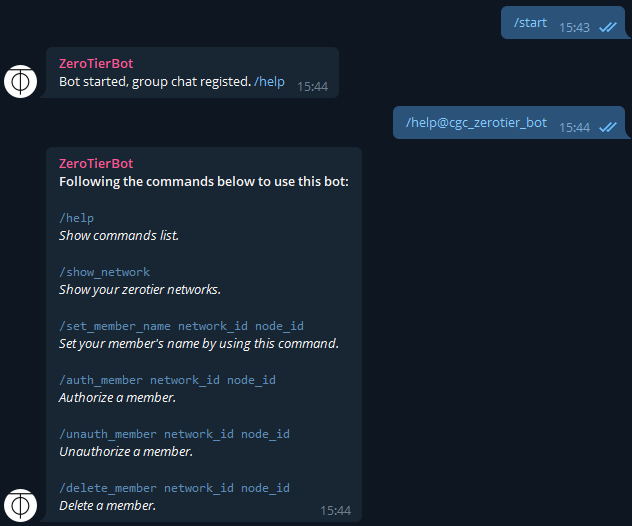 /start 15:43
ZeroTierBot
Bot started, group chat registed. /help 15:44
/help@cgc_zerotier_bot 15:44
ZeroTierBot
Following the commands below to use this bot:
/help
Show commands list.
/show_network
Show your zerotier networks.
/set_member_name network_id node_id
Set your member's name by using this command.
/auth_member network_id node_id
Authorize a member.
/unauth_member network_id node_id
Unauthorize a member.
/delete_member network_id node_id
Delete a member. 15:44